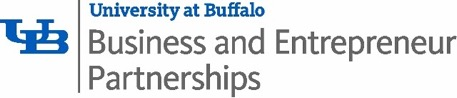 UB
University at Buffalo
Business and Entrepreneur
Partnerships